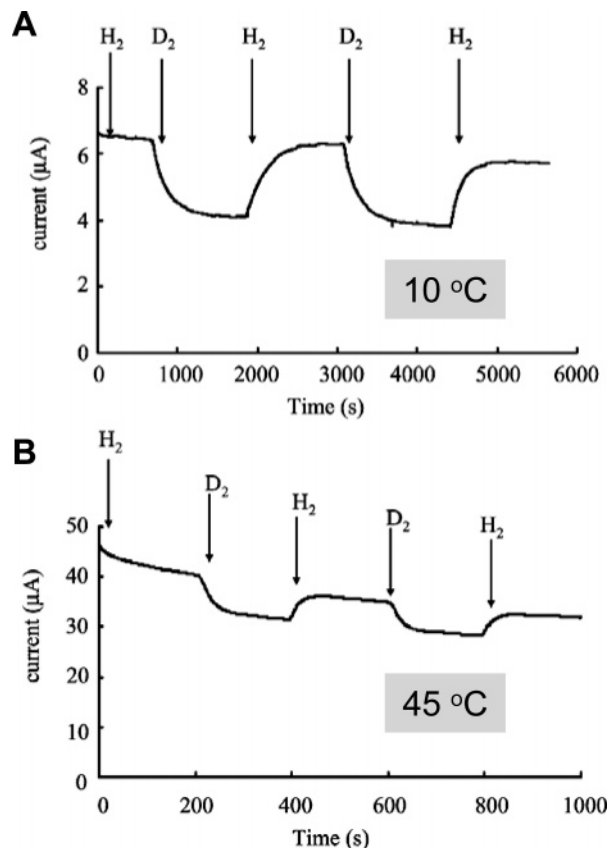 A
H₂ D₂ H₂ D₂ H₂
8
6
4
2
0
current (µA)
10 °C
0 1000 2000 3000 4000 5000 6000
Time (s)
B
H₂
D₂ H₂ D₂ H₂
50
40
30
20
10
0
current (µA)
45 °C
0 200 400 600 800 1000
Time (s)